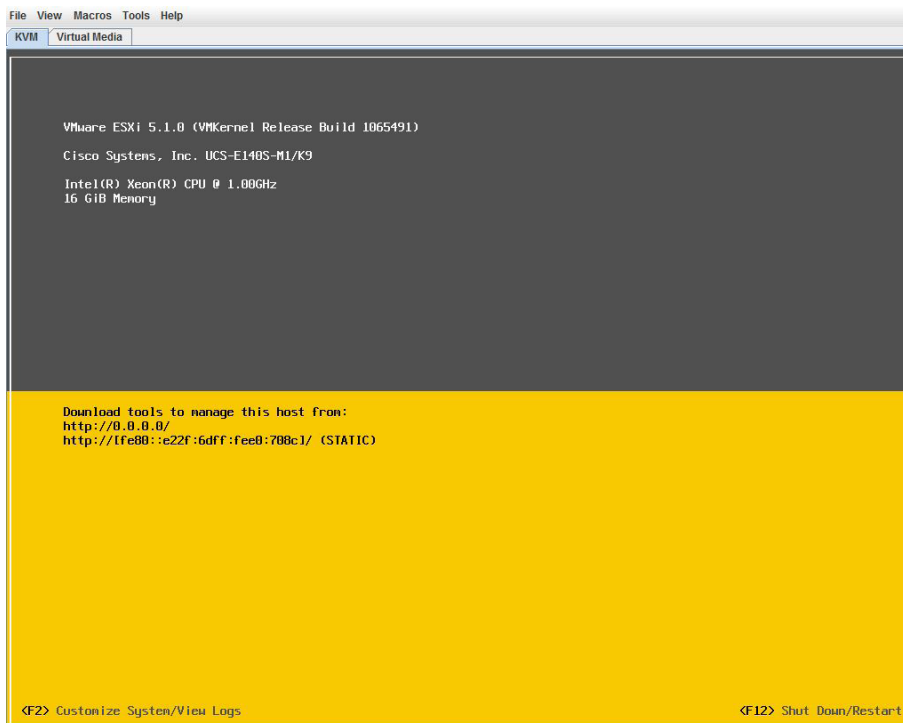 File View Macros Tools Help
KVM Virtual Media
VMware ESXi 5.1.0 (VMKernel Release Build 1065491)
Cisco Systems, Inc. UCS-E140S-M1/K9
Intel(R) Xeon(R) CPU @ 1.00GHz
16 GiB Memory
Download tools to manage this host from:
http://0.0.0.0/
http://[fe80::e22f:6dff:fee0:708c]/ (STATIC)
<F2> Customize System/View Logs <F12> Shut Down/Restart